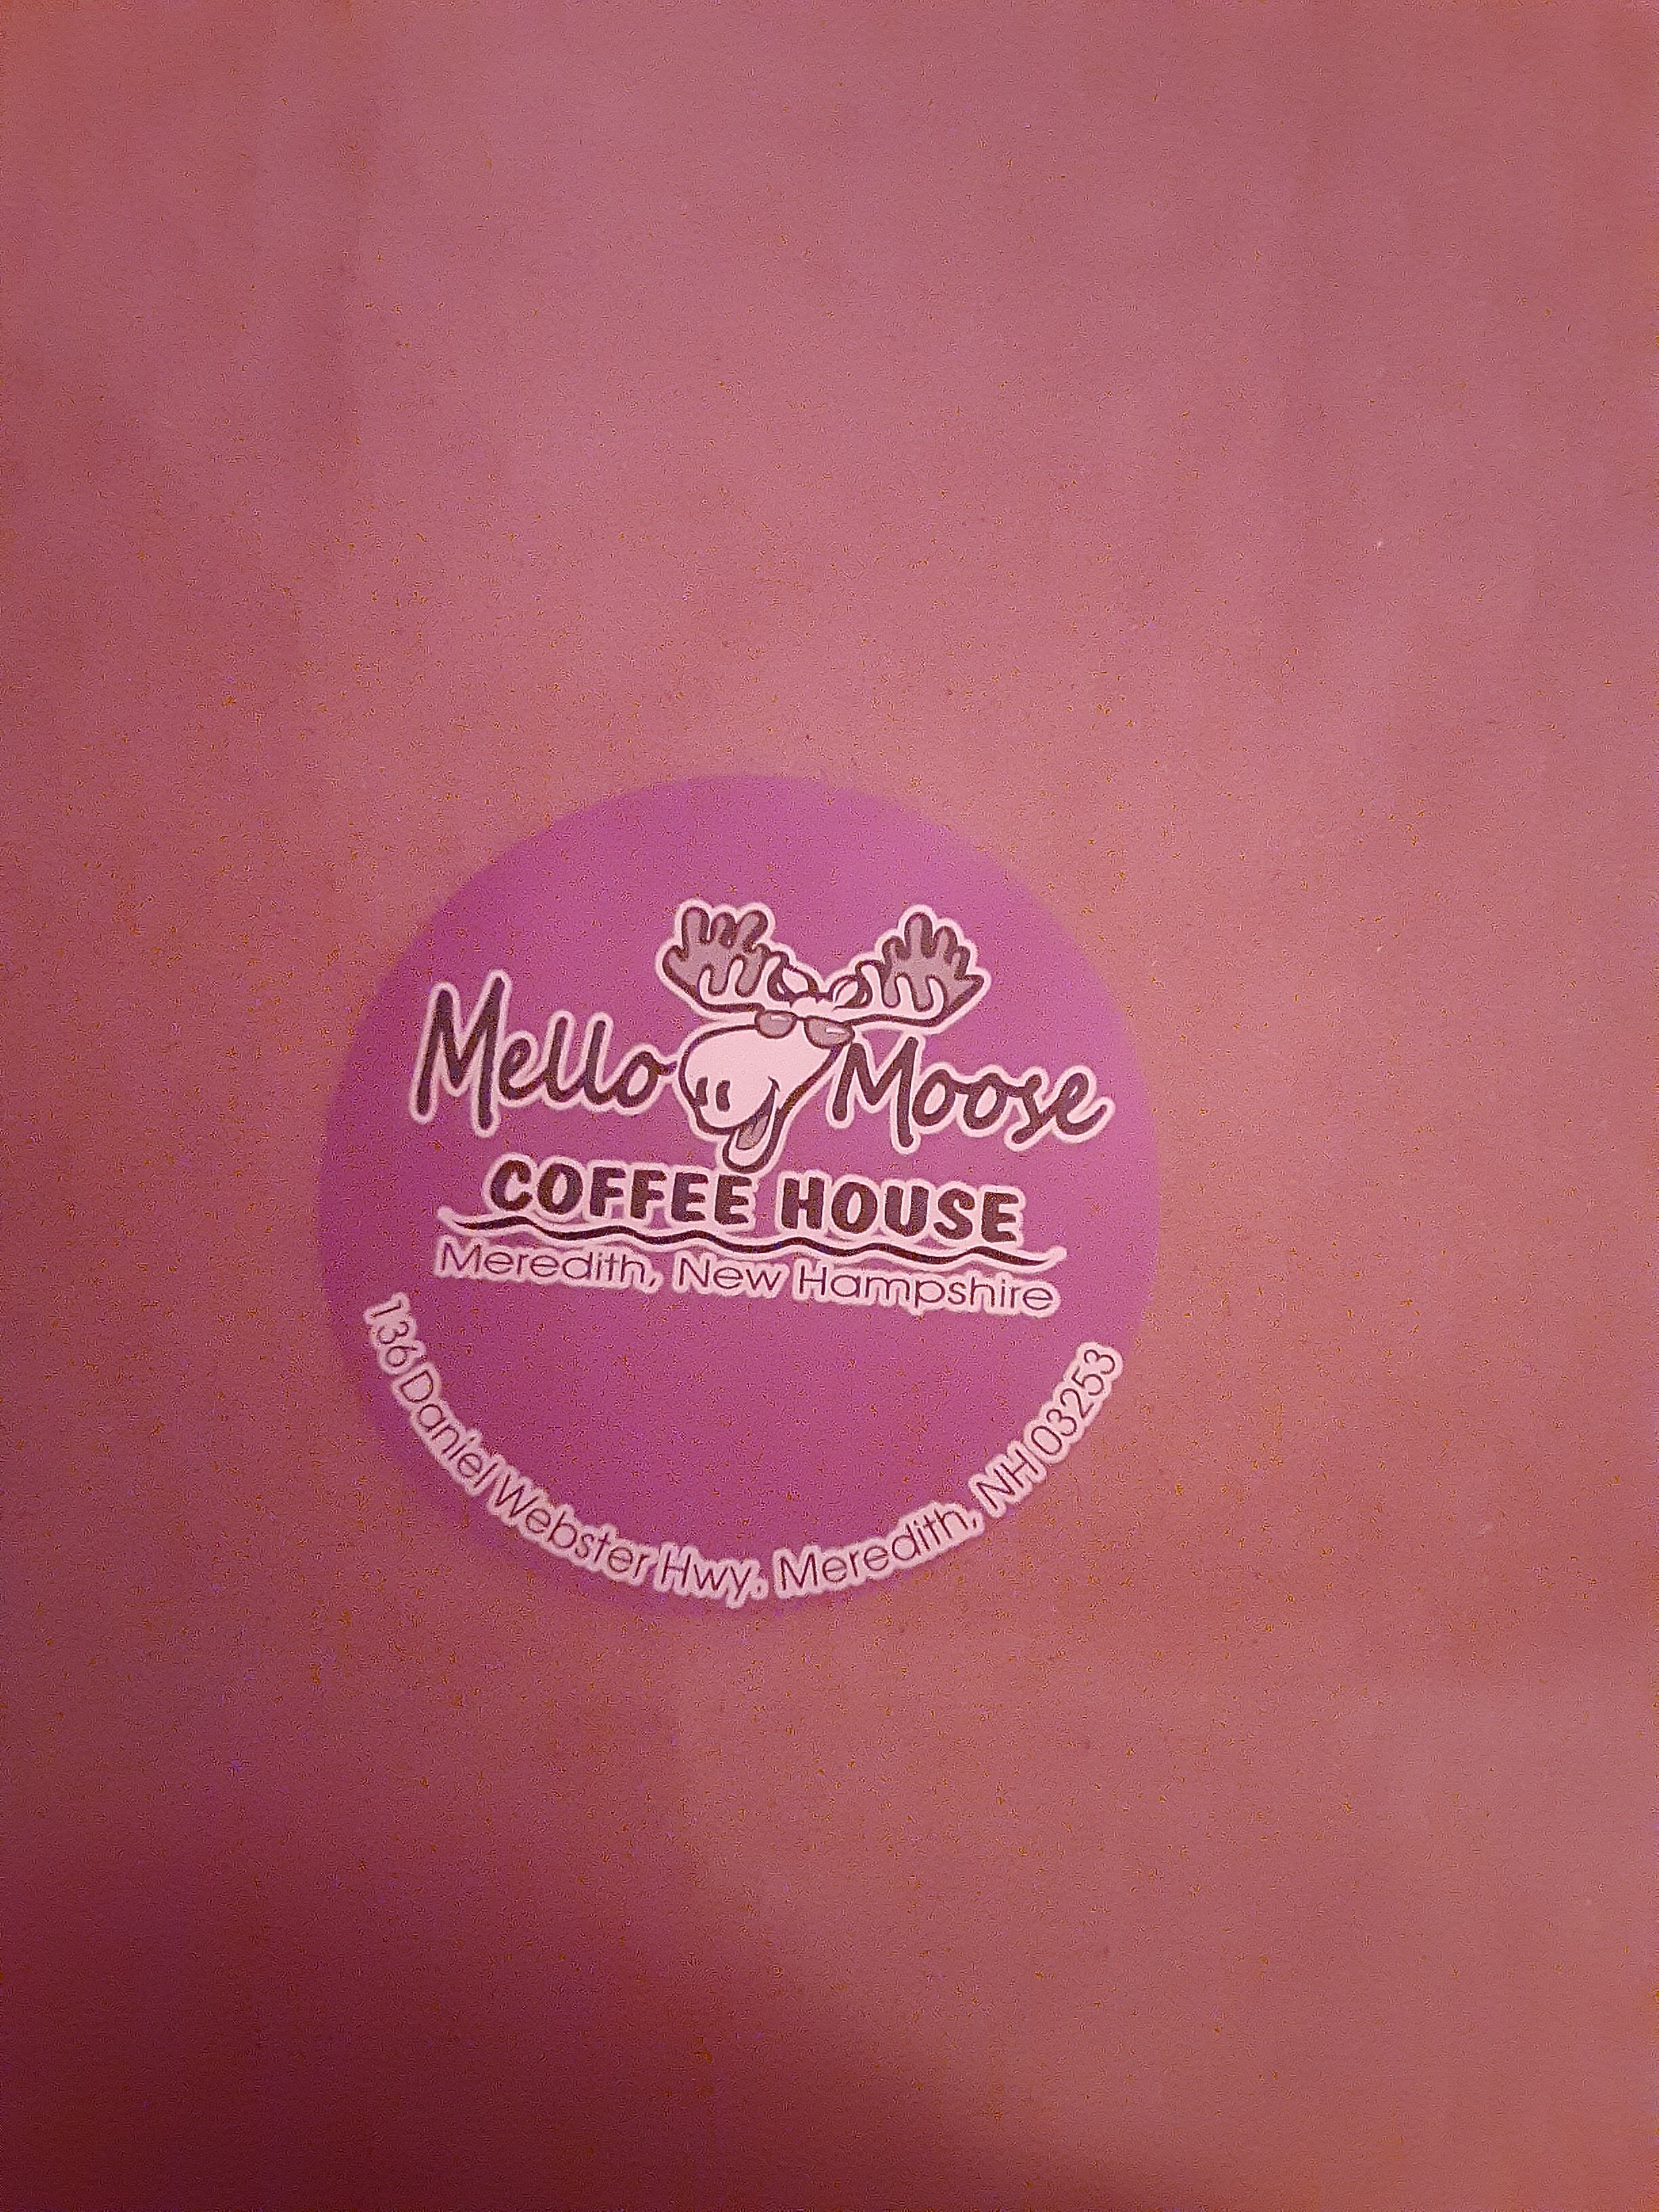 Mello Moose
COFFEE HOUSE
Meredith, New Hampshire
136 Daniel Webster Hwy, Meredith, NH 03253